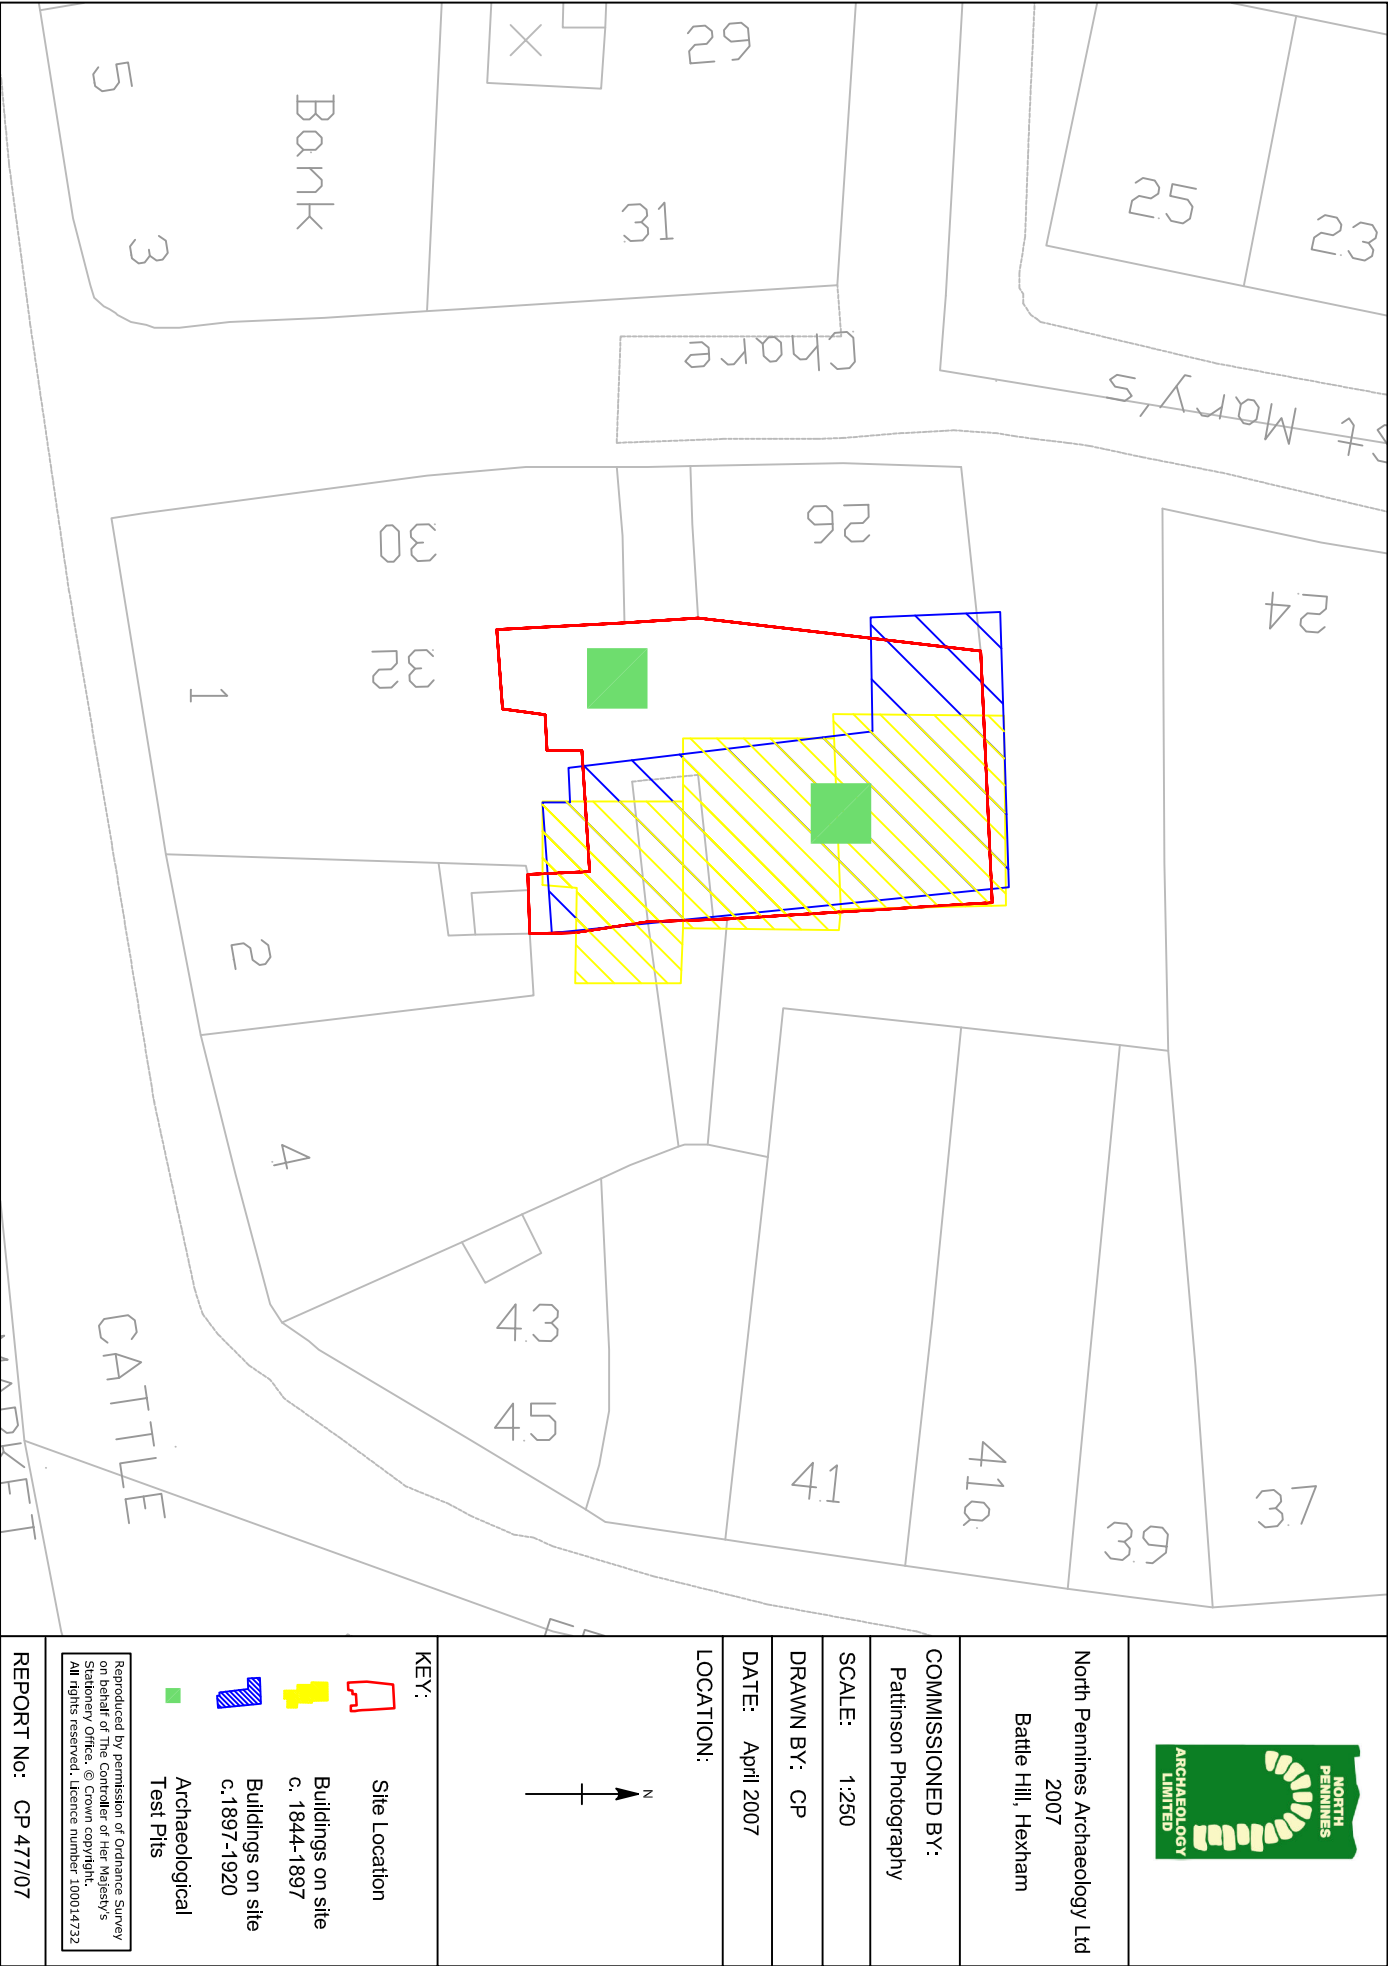 5
3
Bank
29
31
25
23
Chare
St Mary's
30
32
26
24
1
2
4
43
45
41
41a
39
37
CATTLE
MARKET
NORTH
PENNINES
ARCHAEOLOGY
LIMITED
North Pennines Archaeology Ltd
2007
Battle Hill, Hexham
COMMISSIONED BY:
Pattinson Photography
SCALE: 1:250
DRAWN BY: CP
DATE: April 2007
LOCATION:
N
KEY:
Site Location
Buildings on site
c. 1844-1897
Buildings on site
c.1897-1920
Archaeological
Test Pits
Reproduced by permission of Ordnance Survey
on behalf of The Controller of Her Majesty's
Stationery Office. © Crown copyright.
All rights reserved. Licence number 100014732
REPORT No: CP 477/07